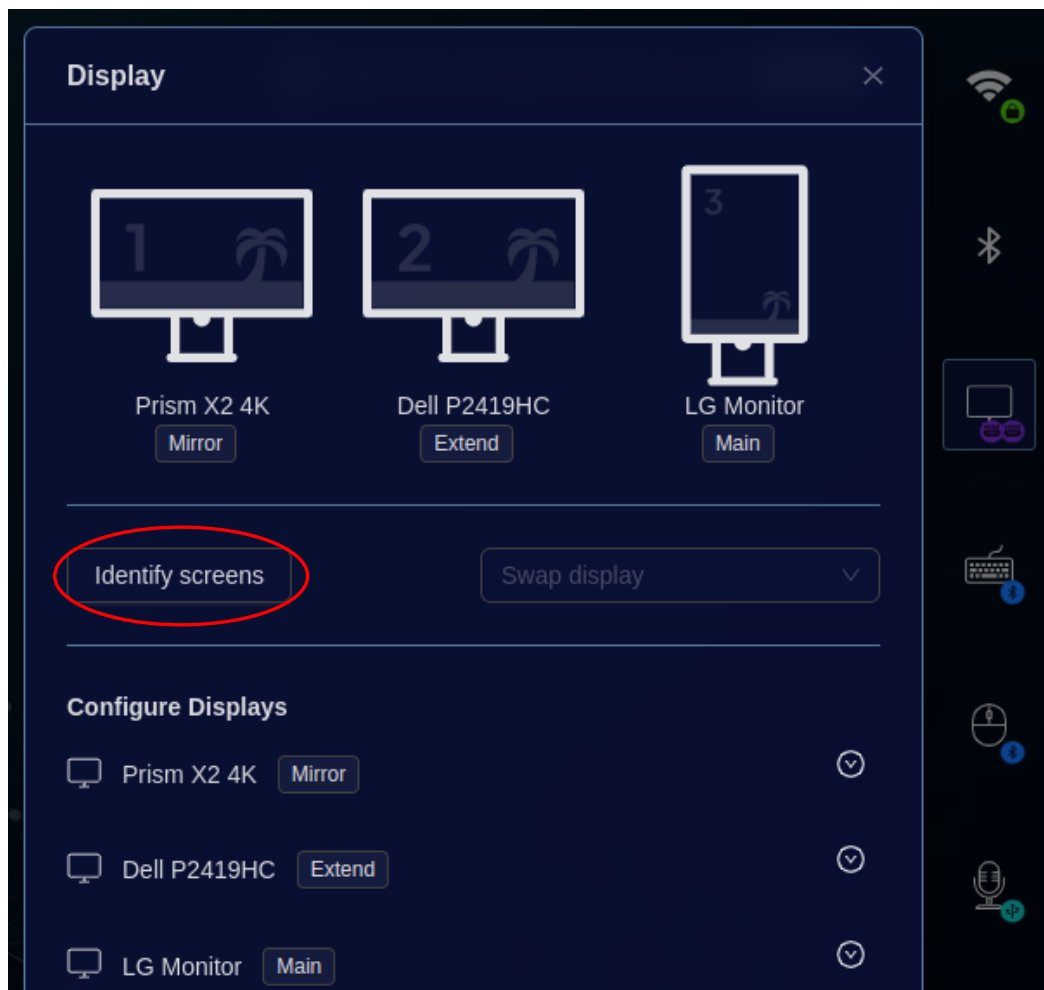 Display
1 2 3
Prism X2 4K Dell P2419HC LG Monitor
Mirror Extend Main
Identify screens Swap display
Configure Displays
Prism X2 4K Mirror
Dell P2419HC Extend
LG Monitor Main